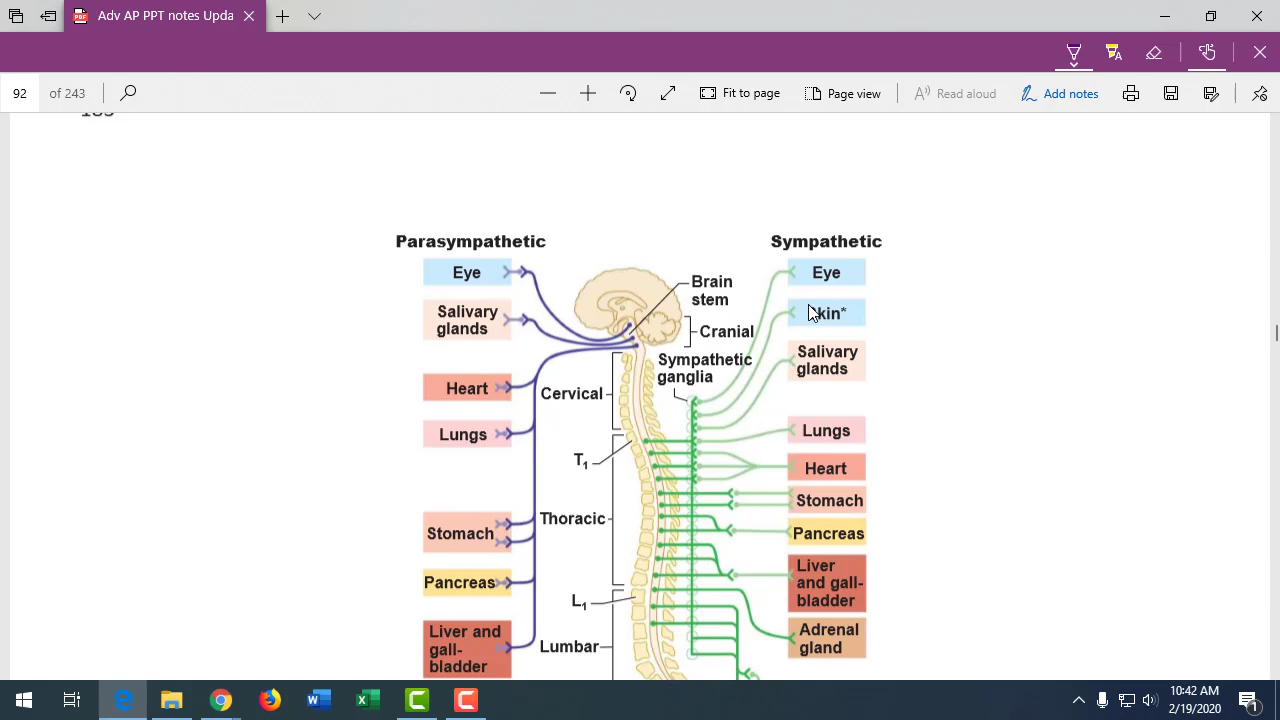 Adv AP PPT notes Upda
92 of 243
Fit to page
Page view
Read aloud
Add notes
Parasympathetic
Eye
Salivary
glands
Heart
Lungs
Stomach
Pancreas
Liver and
gall-
bladder
Brain
stem
Cranial
Sympathetic
ganglia
Cervical
T1
Thoracic
L1
Lumbar
Sympathetic
Eye
Salivary
glands
Lungs
Heart
Stomach
Pancreas
Liver
and gall-
bladder
Adrenal
gland
10:42 AM
2/19/2020
1